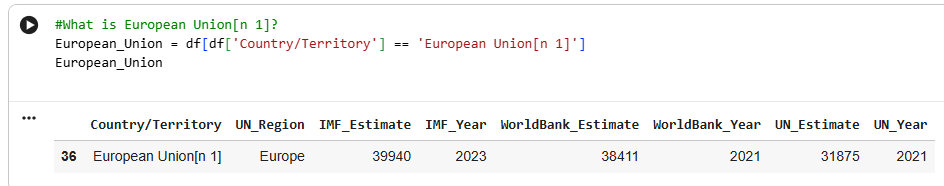 #What is European Union[n 1]?
European_Union = df[df['Country/Territory'] == 'European Union[n 1]']
European_Union
Country/Territory UN_Region IMF_Estimate IMF_Year WorldBank_Estimate WorldBank_Year UN_Estimate UN_Year
36 European Union[n 1] Europe 39940 2023 38411 2021 31875 2021